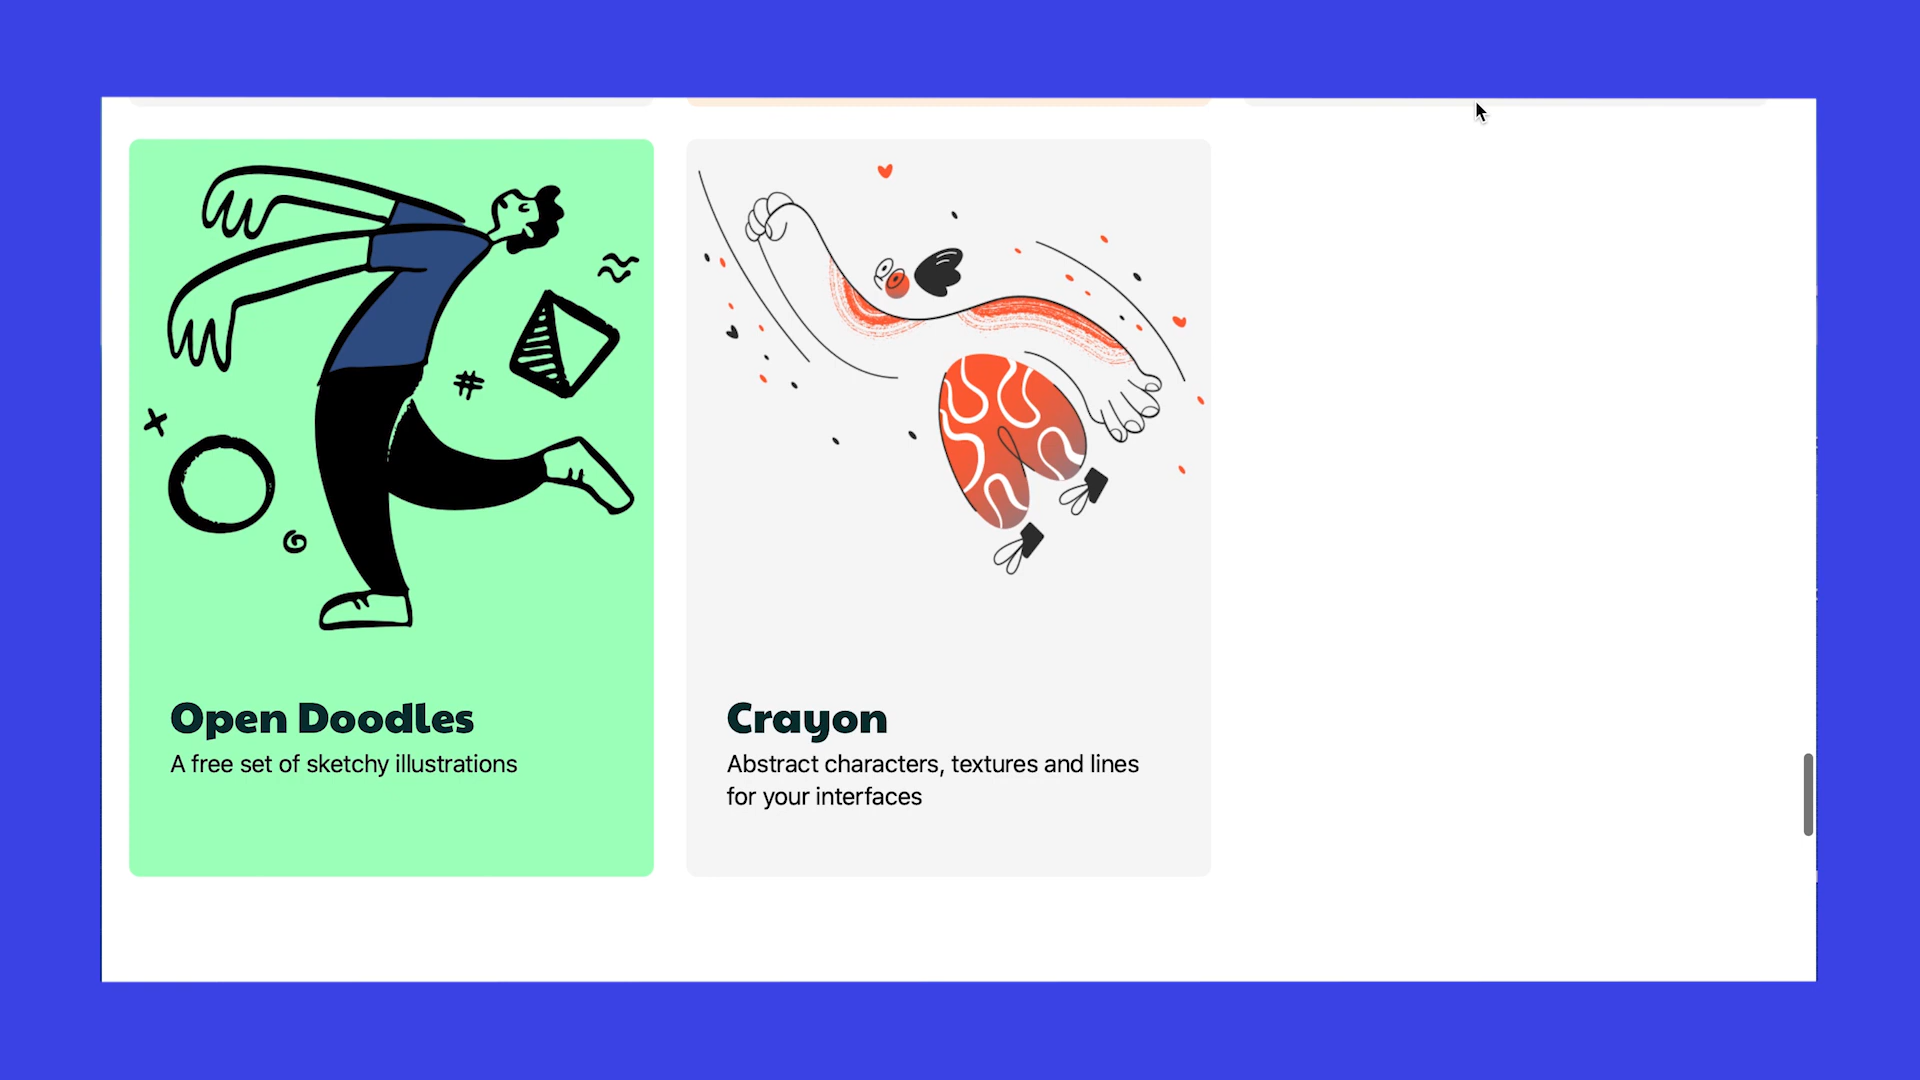 Open Doodles
A free set of sketchy illustrations
Crayon
Abstract characters, textures and lines
for your interfaces